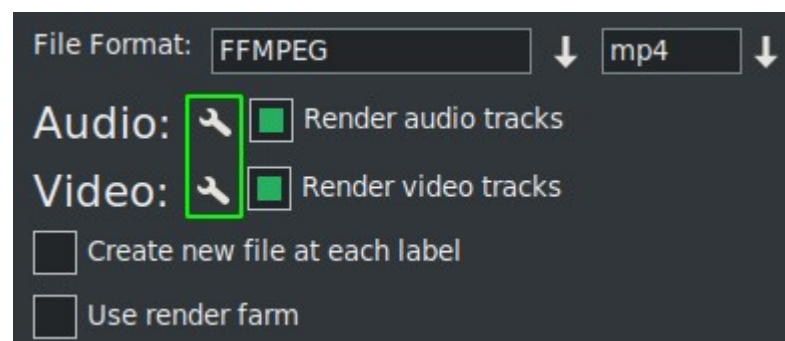 File Format: FFMPEG mp4
Audio: Render audio tracks
Video: Render video tracks
Create new file at each label
Use render farm